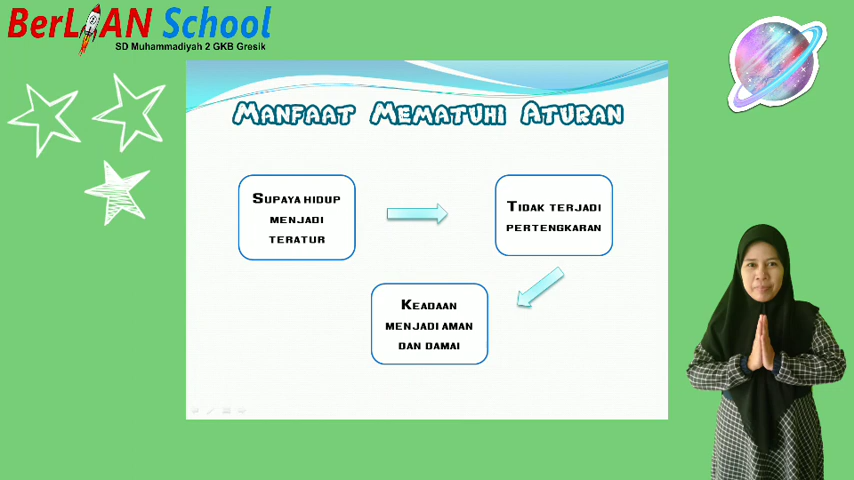 BerLIAN School
SD Muhammadiyah 2 GKB Gresik
MANFAAT MEMATUHI ATURAN
SUPAYA HIDUP
MENJADI
TERATUR
TIDAK TERJADI
PERTENGKARAN
KEADAAN
MENJADI AMAN
DAN DAMAI